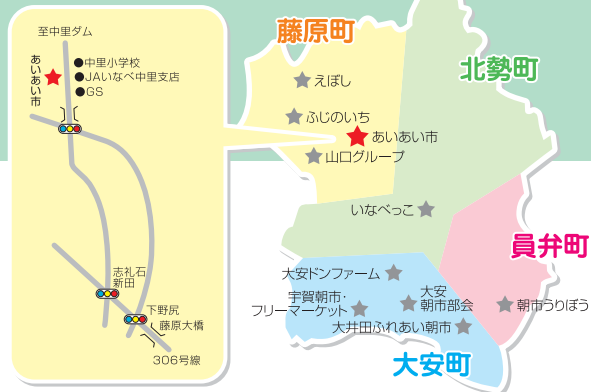 至中里ダム
あいあい市
●中里小学校
●JAいなべ中里支店
●GS
志礼石
新田
下野尻
藤原大橋
306号線
藤原町
えぼし
ふじのいち
あいあい市
山口グループ
北勢町
いなべっこ
員弁町
朝市うりぼう
大安ドンファーム
宇賀朝市・
フリーマーケット
大安
朝市部会
大井田ふれあい朝市
大安町